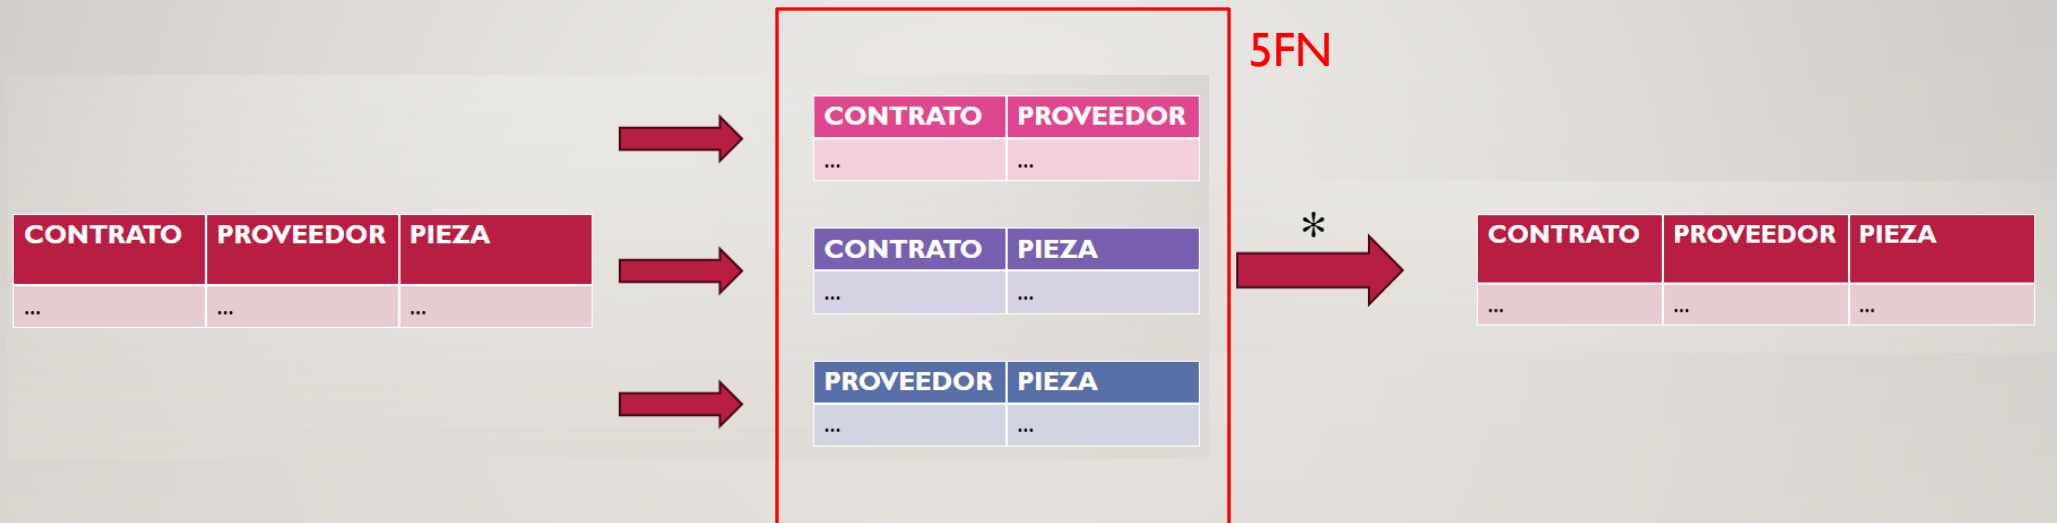 5FN
CONTRATO PROVEEDOR PIEZA
... ... ...
CONTRATO PROVEEDOR
... ...
CONTRATO PIEZA
... ...
PROVEEDOR PIEZA
... ...
*
CONTRATO PROVEEDOR PIEZA
... ... ...